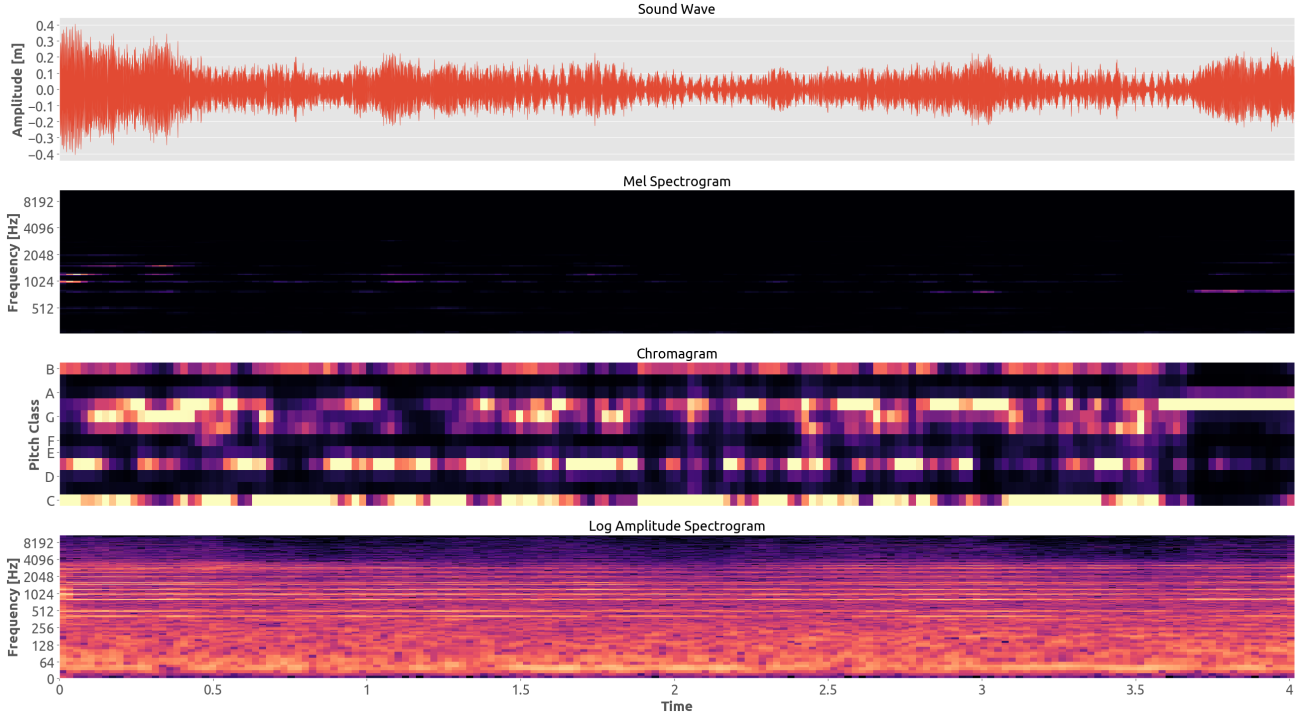 Sound Wave
Amplitude [m]
0.4
0.3
0.2
0.1
0.0
−0.1
−0.2
−0.3
−0.4
Mel Spectrogram
Frequency [Hz]
8192
4096
2048
1024
512
Chromagram
Pitch Class
B
A
G
F
E
D
C
Log Amplitude Spectrogram
Frequency [Hz]
8192
4096
2048
1024
512
256
128
64
0
0 0.5 1 1.5 2 2.5 3 3.5 4
Time